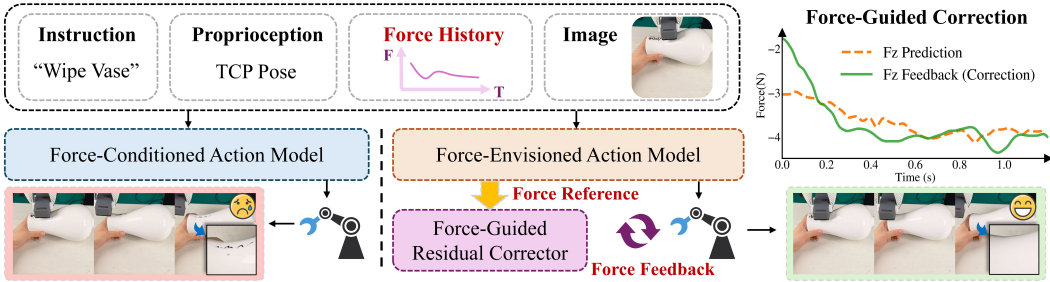 Instruction
"Wipe Vase"
Proprioception
TCP Pose
Force History
F
T
Image
Force-Conditioned Action Model
Force-Envisioned Action Model
Force Reference
Force-Guided
Residual Corrector
Force Feedback
Force-Guided Correction
Fz Prediction
Fz Feedback (Correction)
Force(N)
−2
−3
−4
0.0 0.2 0.4 0.6 0.8 1.0
Time (s)